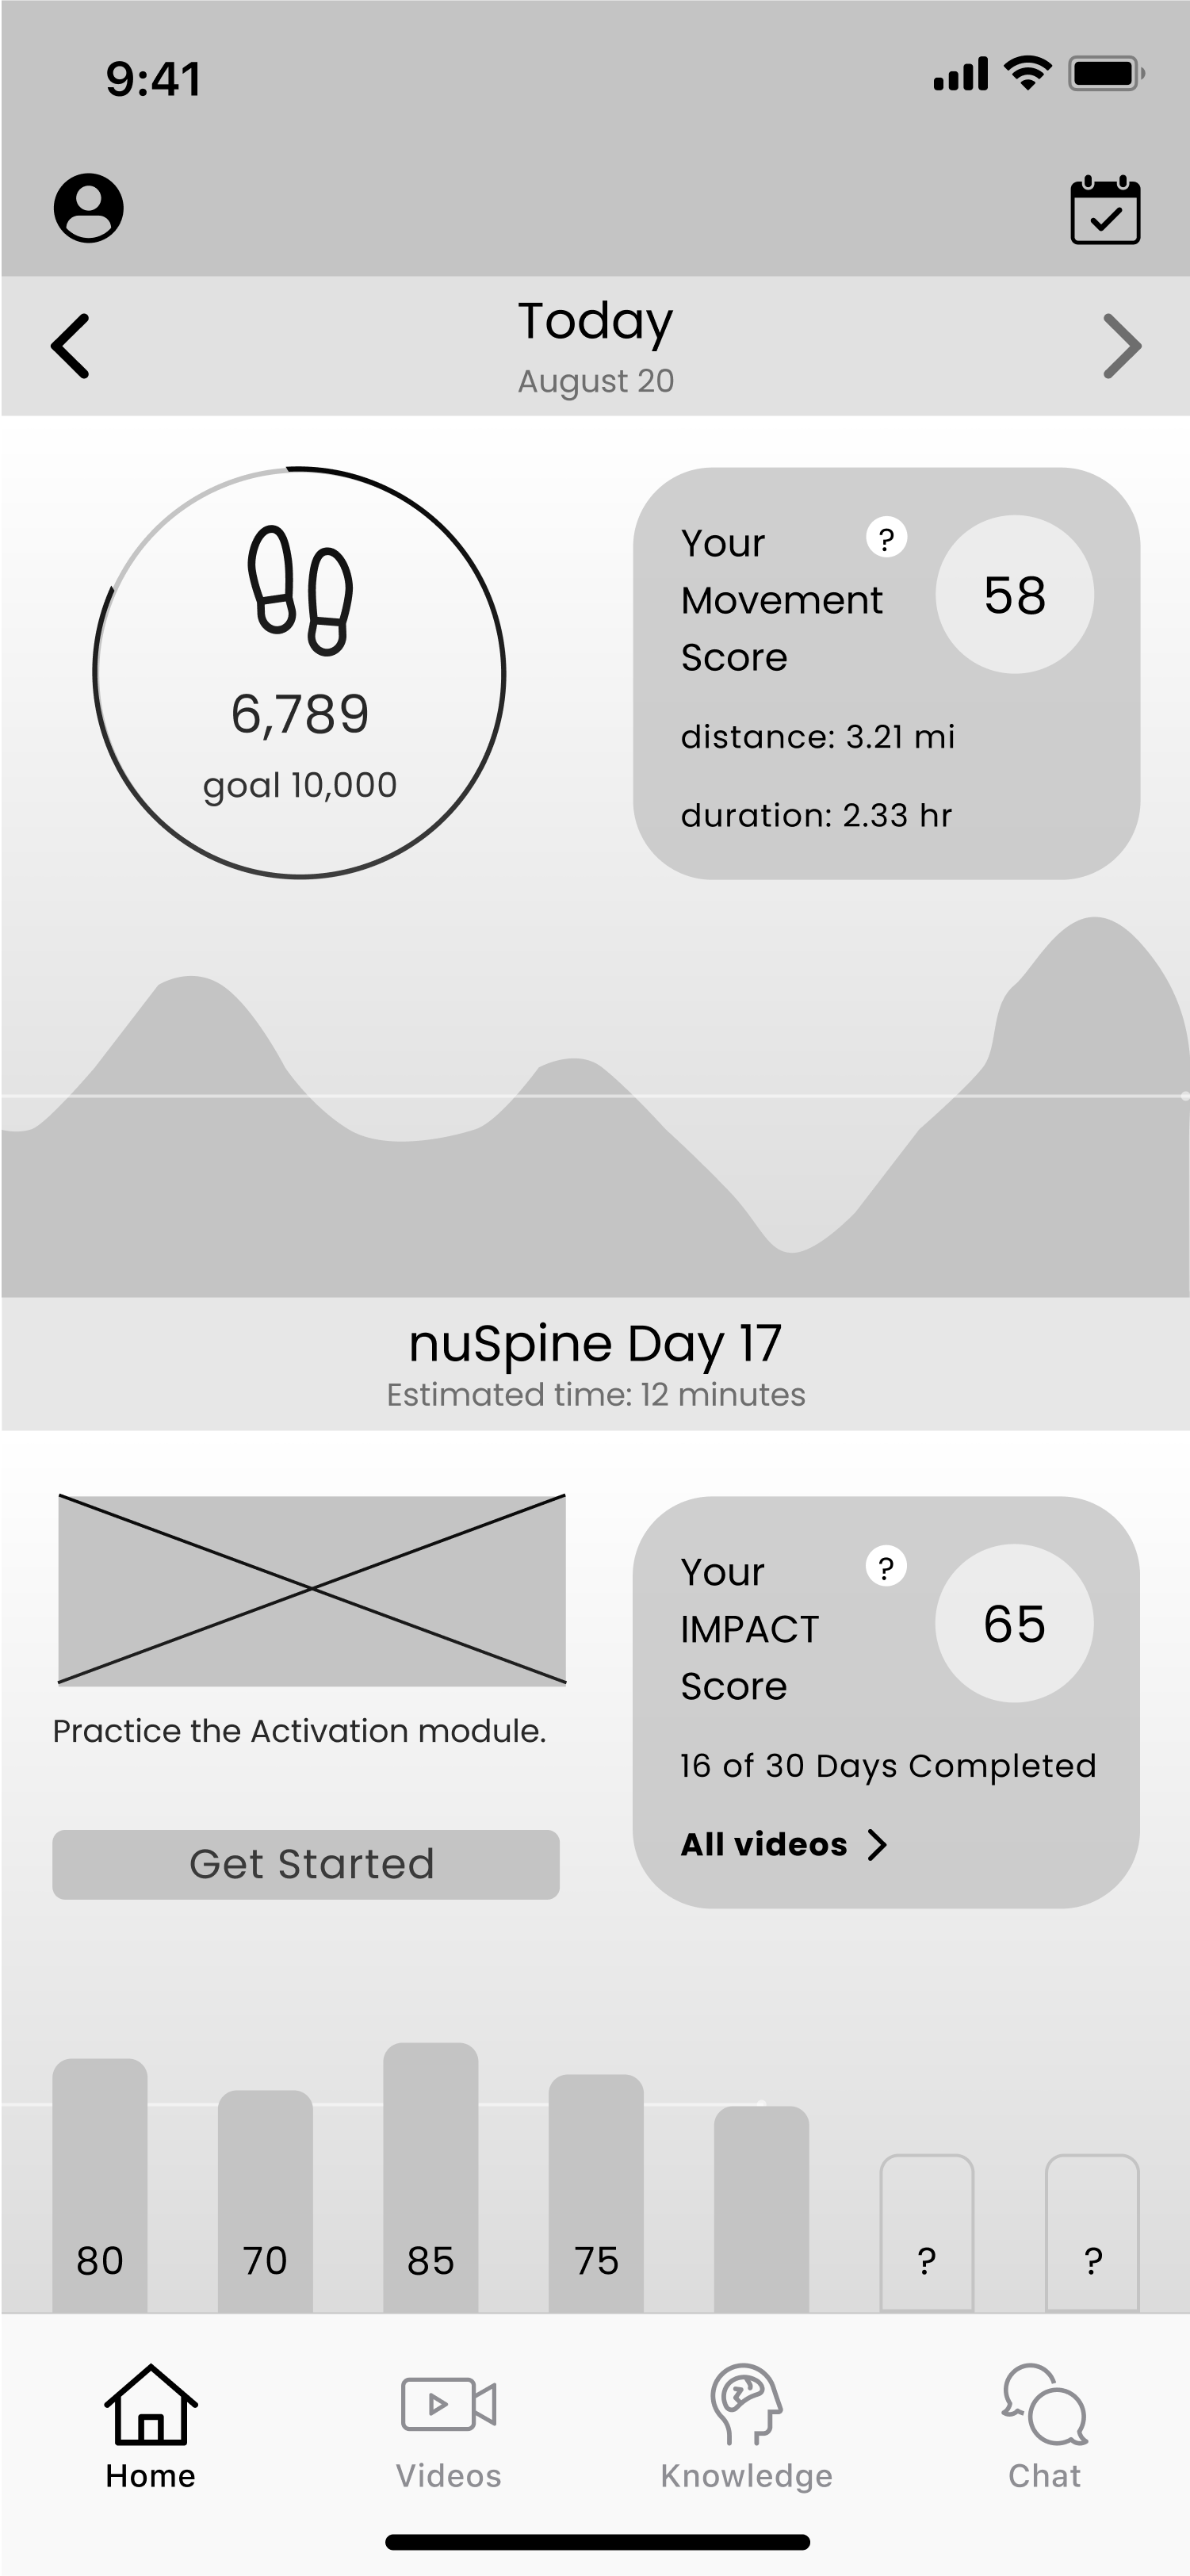 9:41
Today
August 20
6,789
goal 10,000
Your
?
Movement
Score
58
distance: 3.21 mi
duration: 2.33 hr
nuSpine Day 17
Estimated time: 12 minutes
Practice the Activation module.
Get Started
Your
?
IMPACT
Score
65
16 of 30 Days Completed
All videos
80
70
85
75
?
?
Home
Videos
Knowledge
Chat